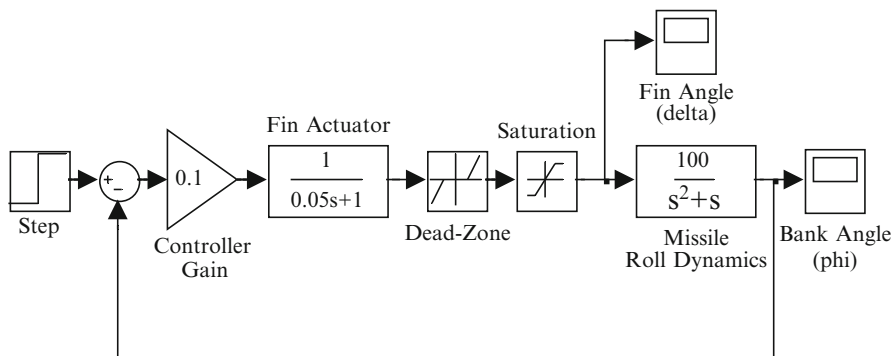 Fin Angle
(delta)
Fin Actuator
Saturation
+
−
0.1
1
0.05s+1
100
s²+s
Step
Controller
Gain
Dead-Zone
Missile
Roll Dynamics
Bank Angle
(phi)